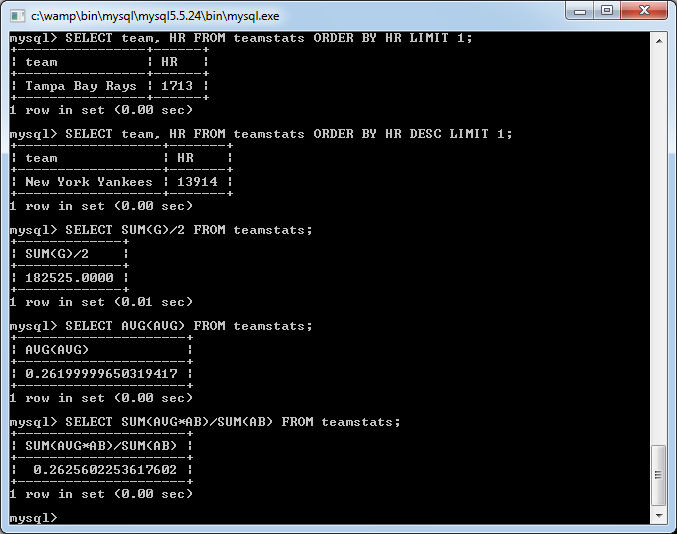 c:\wamp\bin\mysql\mysql5.5.24\bin\mysql.exe
mysql> SELECT team, HR FROM teamstats ORDER BY HR LIMIT 1;
+----------------+------+
| team           | HR   |
+----------------+------+
| Tampa Bay Rays | 1713 |
+----------------+------+
1 row in set (0.00 sec)
mysql> SELECT team, HR FROM teamstats ORDER BY HR DESC LIMIT 1;
+------------------+-------+
| team             | HR    |
+------------------+-------+
| New York Yankees | 13914 |
+------------------+-------+
1 row in set (0.00 sec)
mysql> SELECT SUM(G)/2 FROM teamstats;
+-------------+
| SUM(G)/2    |
+-------------+
| 182525.0000 |
+-------------+
1 row in set (0.01 sec)
mysql> SELECT AVG(AVG) FROM teamstats;
+---------------------+
| AVG(AVG)            |
+---------------------+
| 0.26199999650319417 |
+---------------------+
1 row in set (0.00 sec)
mysql> SELECT SUM(AVG*AB)/SUM(AB) FROM teamstats;
+---------------------+
| SUM(AVG*AB)/SUM(AB) |
+---------------------+
|  0.2625602253617602 |
+---------------------+
1 row in set (0.00 sec)
mysql>